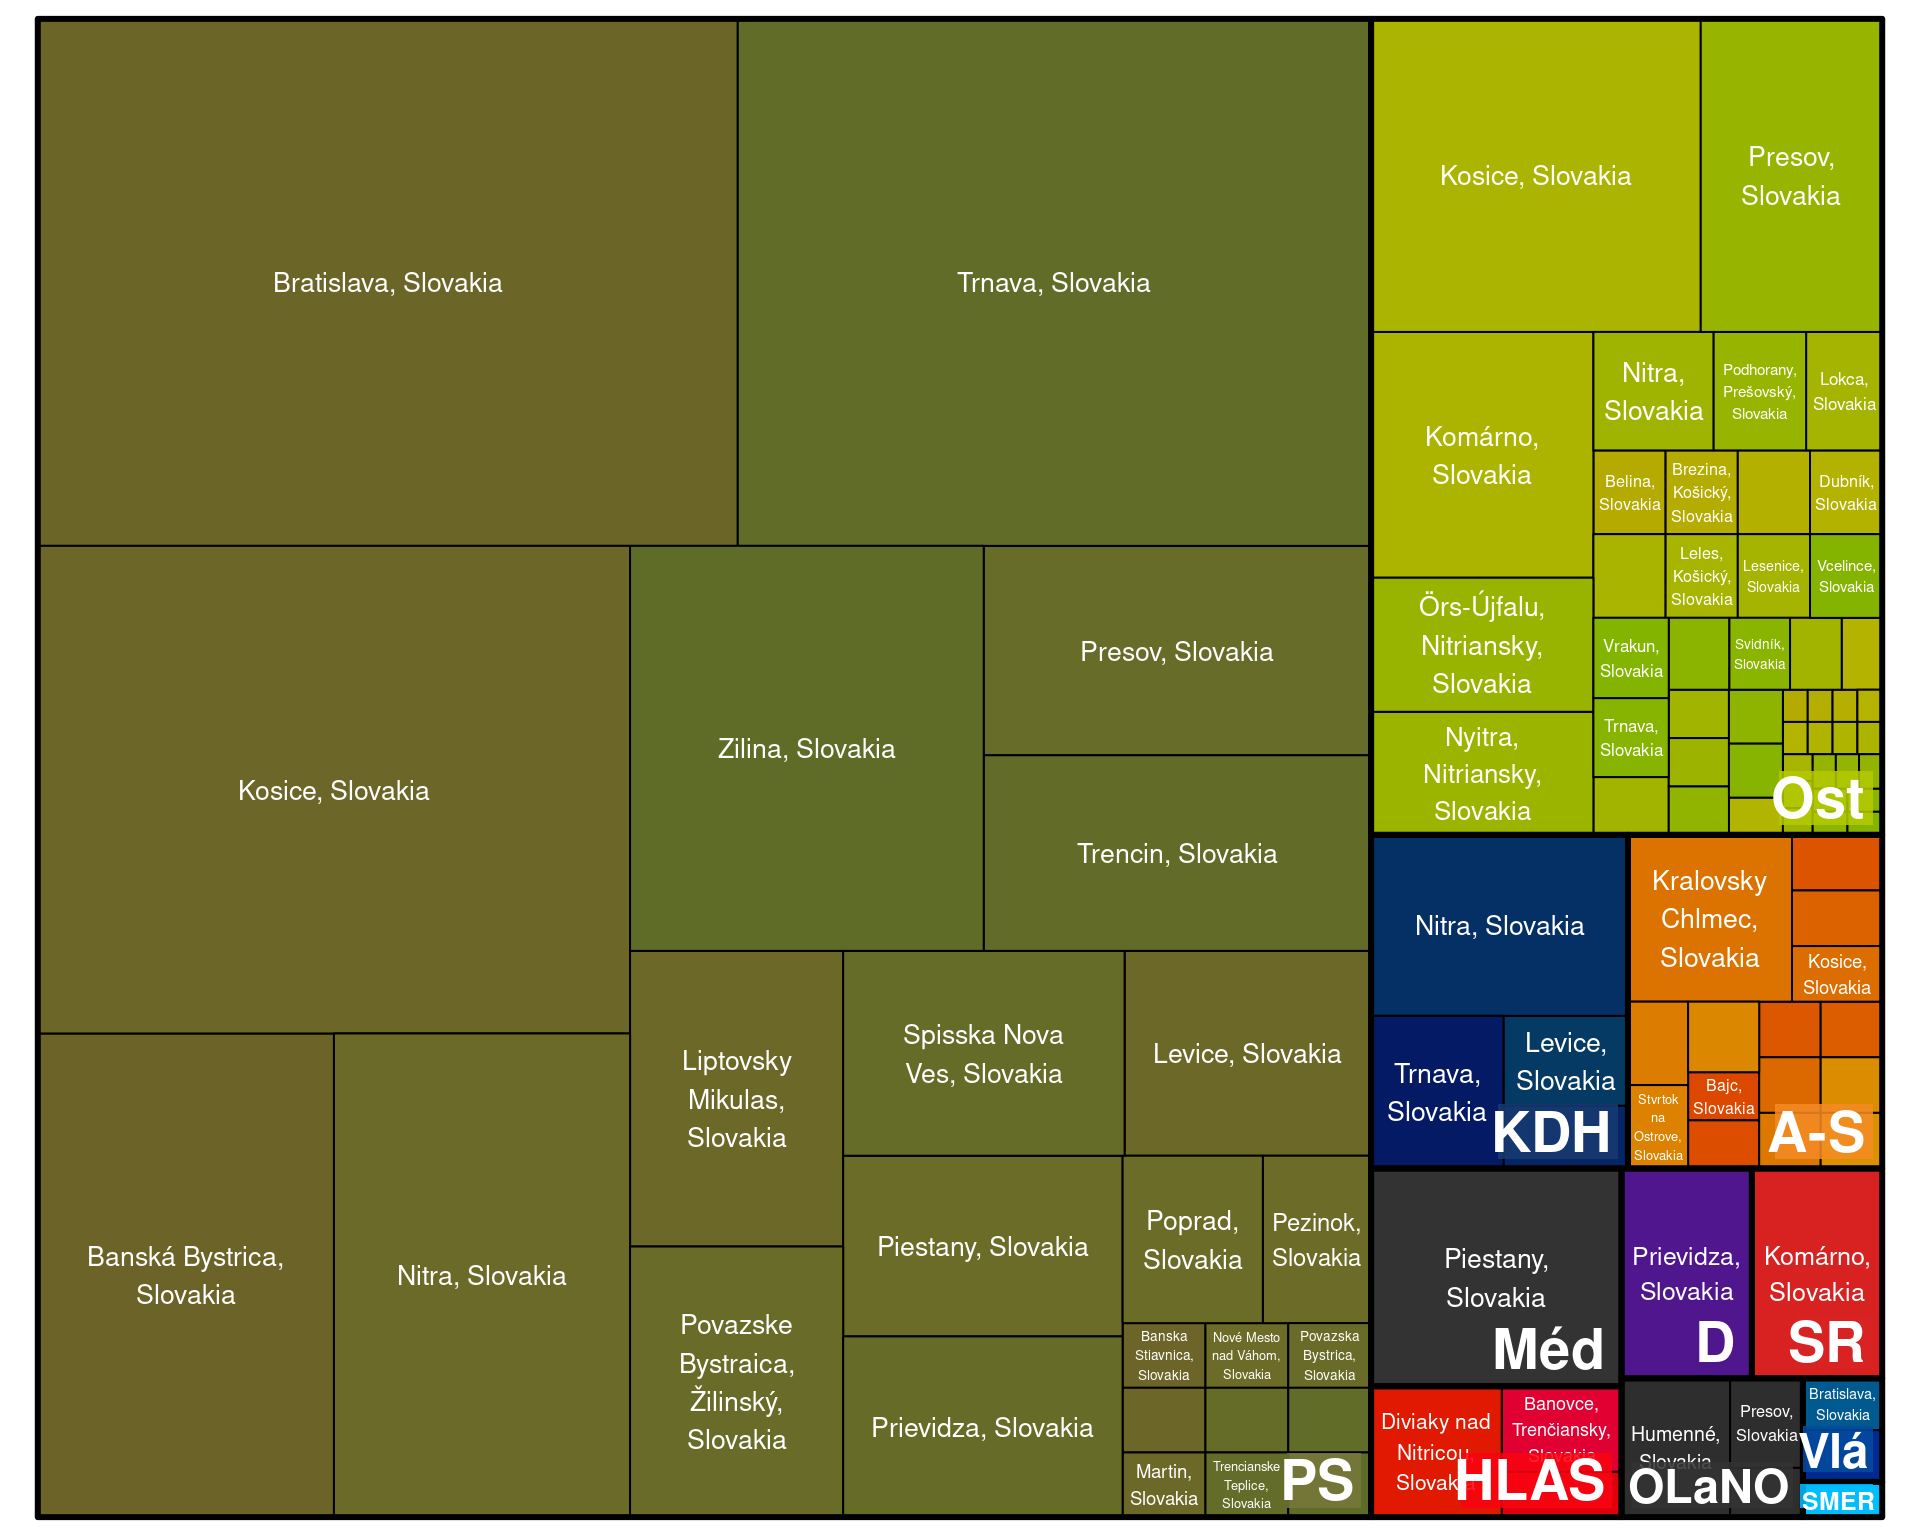 Bratislava, Slovakia
Trnava, Slovakia
Kosice, Slovakia
Zilina, Slovakia
Presov, Slovakia
Trencin, Slovakia
Banská Bystrica,
Slovakia
Nitra, Slovakia
Liptovsky
Mikulas,
Slovakia
Spisska Nova
Ves, Slovakia
Levice, Slovakia
Povazske
Bystraica,
Žilinský,
Slovakia
Piestany, Slovakia
Prievidza, Slovakia
Poprad,
Slovakia
Pezinok,
Slovakia
Banska
Stiavnica,
Slovakia
Nové Mesto
nad Váhom,
Slovakia
Povazska
Bystrica,
Slovakia
Martin,
Slovakia
Trencianske
Teplice,
Slovakia
PS
Kosice, Slovakia
Presov,
Slovakia
Komárno,
Slovakia
Nitra,
Slovakia
Podhorany,
Prešovský,
Slovakia
Lokca,
Slovakia
Belina,
Slovakia
Brezina,
Košický,
Slovakia
Dubník,
Slovakia
Leles,
Košický,
Slovakia
Lesenice,
Slovakia
Vcelince,
Slovakia
Örs-Újfalu,
Nitriansky,
Slovakia
Nyitra,
Nitriansky,
Slovakia
Vrakun,
Slovakia
Svidník,
Slovakia
Trnava,
Slovakia
Ost
Nitra, Slovakia
Trnava,
Slovakia
Levice,
Slovakia
KDH
Kralovsky
Chlmec,
Slovakia
Kosice,
Slovakia
Stvrtok
na
Ostrove,
Slovakia
Bajc,
Slovakia
A-S
Piestany,
Slovakia
Méd
Prievidza,
Slovakia
D
Komárno,
Slovakia
SR
Diviaky nad
Nitricou,
Slovakia
Banovce,
Trenčiansky,
Slovakia
HLAS
Humenné,
Slovakia
Presov,
Slovakia
OLaNO
Bratislava,
Slovakia
Vlá
SMER